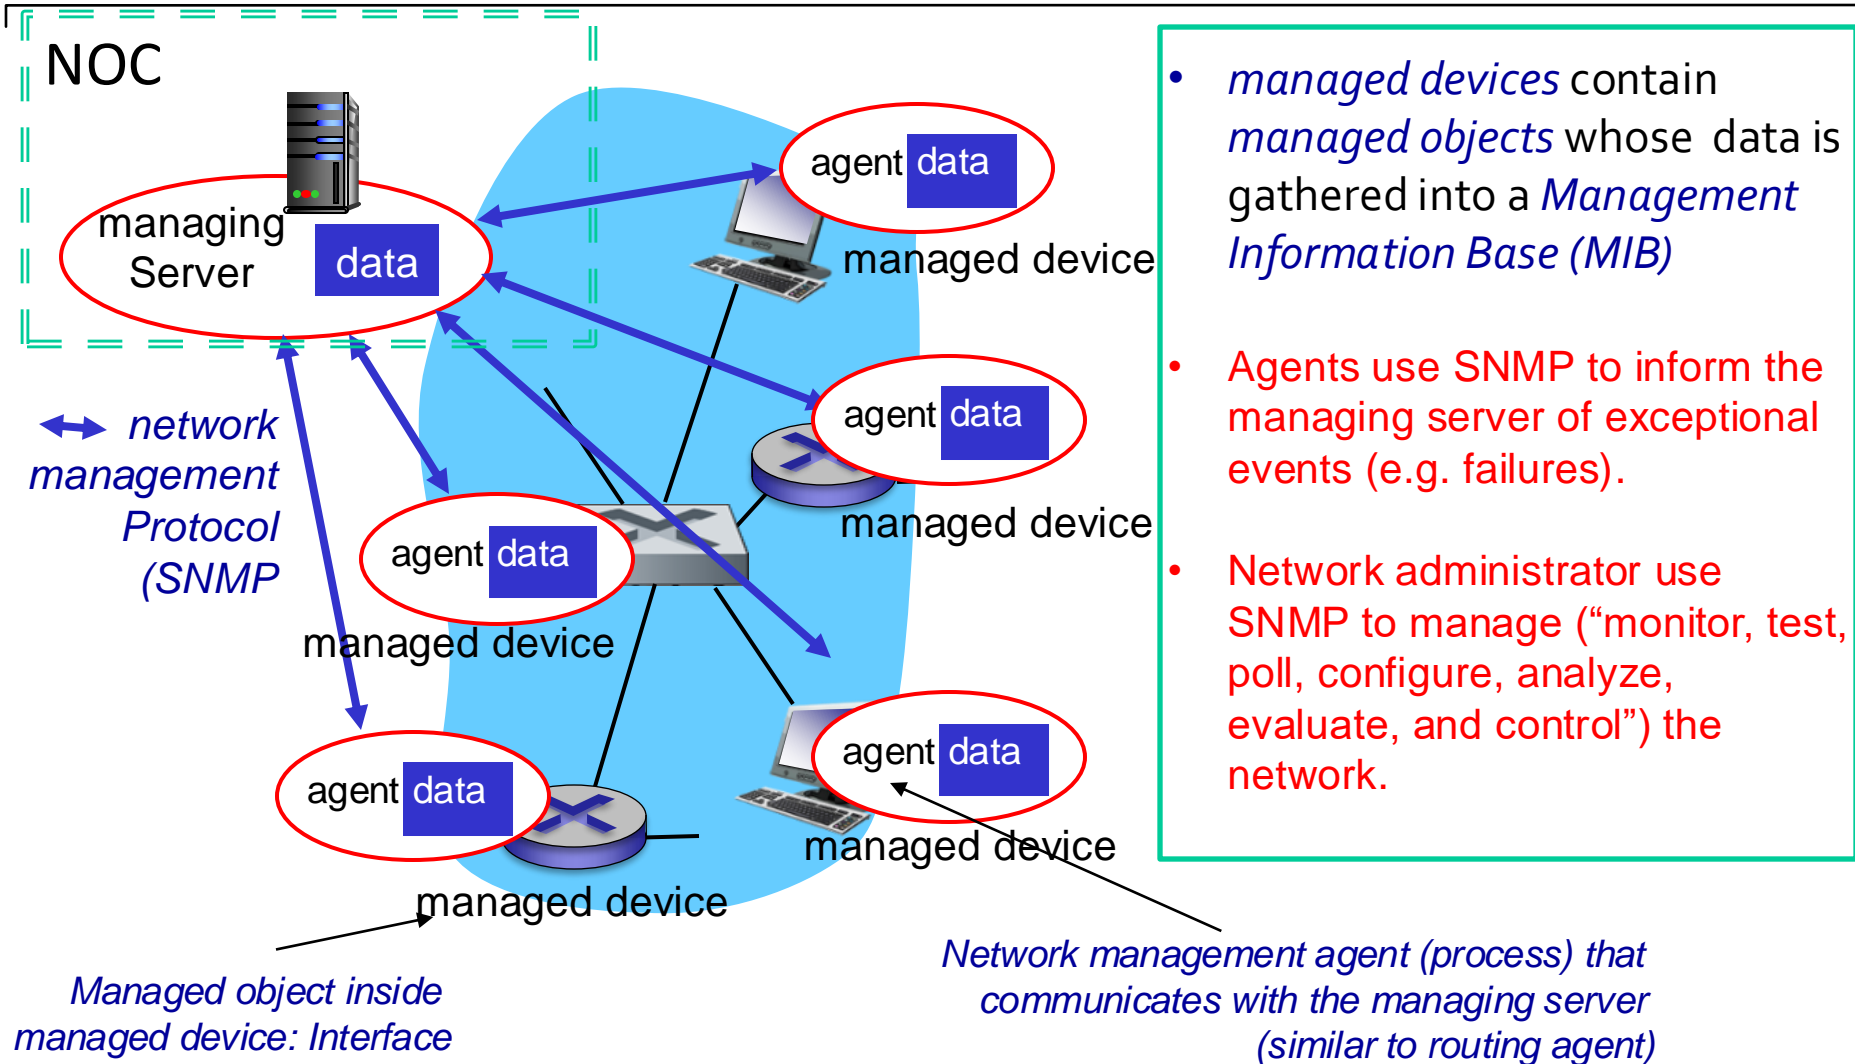 NOC
managing
Server
data
agent data
managed device
agent data
managed device
network
management
Protocol
(SNMP
agent data
managed device
agent data
managed device
agent data
managed device
Managed object inside
managed device: Interface
Network management agent (process) that
communicates with the managing server
(similar to routing agent)
• managed devices contain
managed objects whose data is
gathered into a Management
Information Base (MIB)
• Agents use SNMP to inform the
managing server of exceptional
events (e.g. failures).
• Network administrator use
SNMP to manage (“monitor, test,
poll, configure, analyze,
evaluate, and control”) the
network.